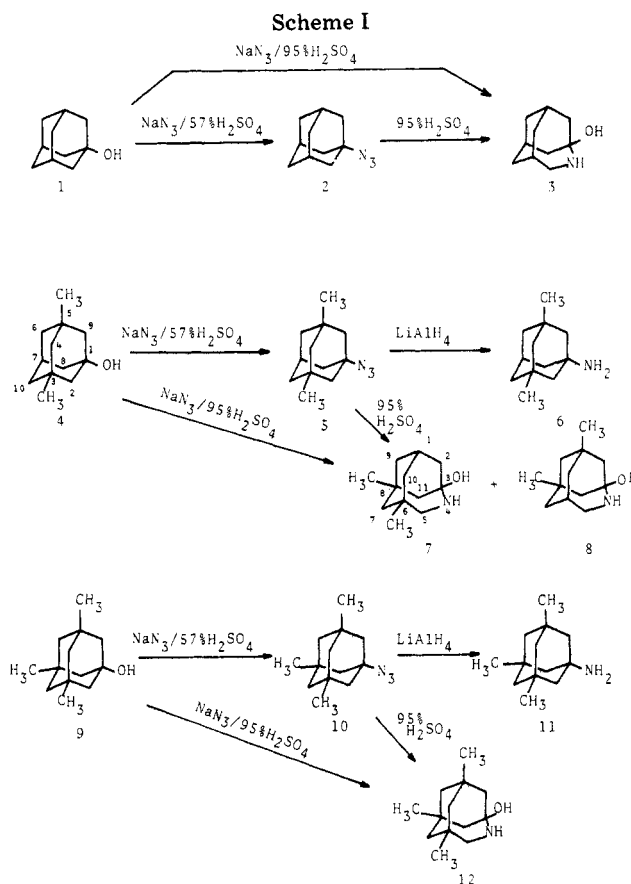 Scheme I
NaN3/95%H2SO4
NaN3/57%H2SO4
95%H2SO4
OH
N3
OH
NH
1
2
3
CH3
CH3
CH3
5
6
9
4
7
8
1
OH
10
3
2
CH3
4
NaN3/57%H2SO4
NaN3/95%H2SO4
N3
CH3
5
LiAlH4
NH2
CH3
6
95%
H2SO4
1
9
2
10
3
OH
H3C
8
11
NH
4
7
6
5
CH3
7
+
CH3
H3C
OH
NH
8
CH3
CH3
CH3
H3C
OH
CH3
9
NaN3/57%H2SO4
NaN3/95%H2SO4
H3C
N3
CH3
10
LiAlH4
H3C
NH2
CH3
11
95%
H2SO4
CH3
H3C
OH
NH
CH3
12